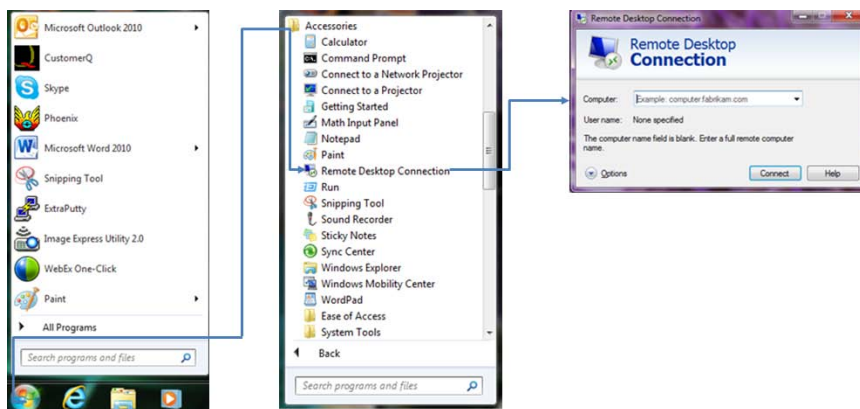 Microsoft Outlook 2010
CustomerQ
Skype
Phoenix
Microsoft Word 2010
Snipping Tool
ExtraPutty
Image Express Utility 2.0
WebEx One-Click
Paint
All Programs
Search programs and files
Accessories
Calculator
Command Prompt
Connect to a Network Projector
Connect to a Projector
Getting Started
Math Input Panel
Notepad
Paint
Remote Desktop Connection
Run
Snipping Tool
Sound Recorder
Sticky Notes
Sync Center
Windows Explorer
Windows Mobility Center
WordPad
Ease of Access
System Tools
Back
Search programs and files
Remote Desktop Connection
Remote Desktop
Connection
Computer: Example: computer.fabrikam.com
User name: None specified
The computer name field is blank. Enter a full remote computer
name.
Options Connect Help